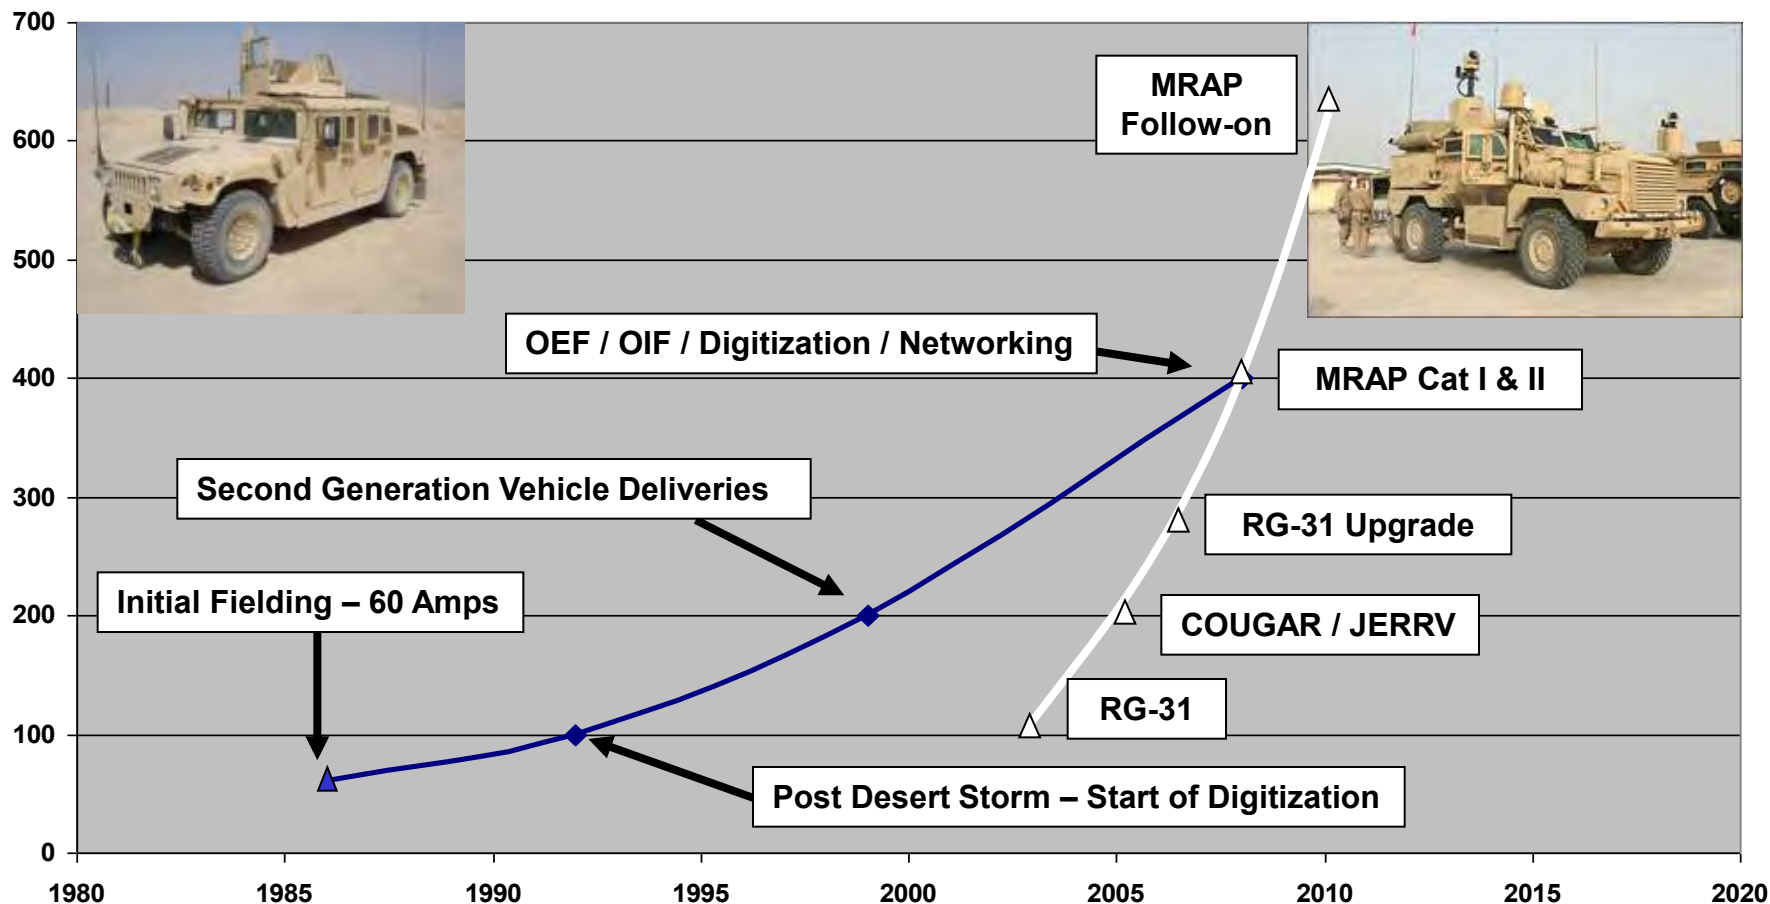 700
600
500
400
300
200
100
0
MRAP
Follow-on
OEF / OIF / Digitization / Networking
MRAP Cat I & II
Second Generation Vehicle Deliveries
RG-31 Upgrade
Initial Fielding – 60 Amps
COUGAR / JERRV
RG-31
Post Desert Storm – Start of Digitization
1980
1985
1990
1995
2000
2005
2010
2015
2020